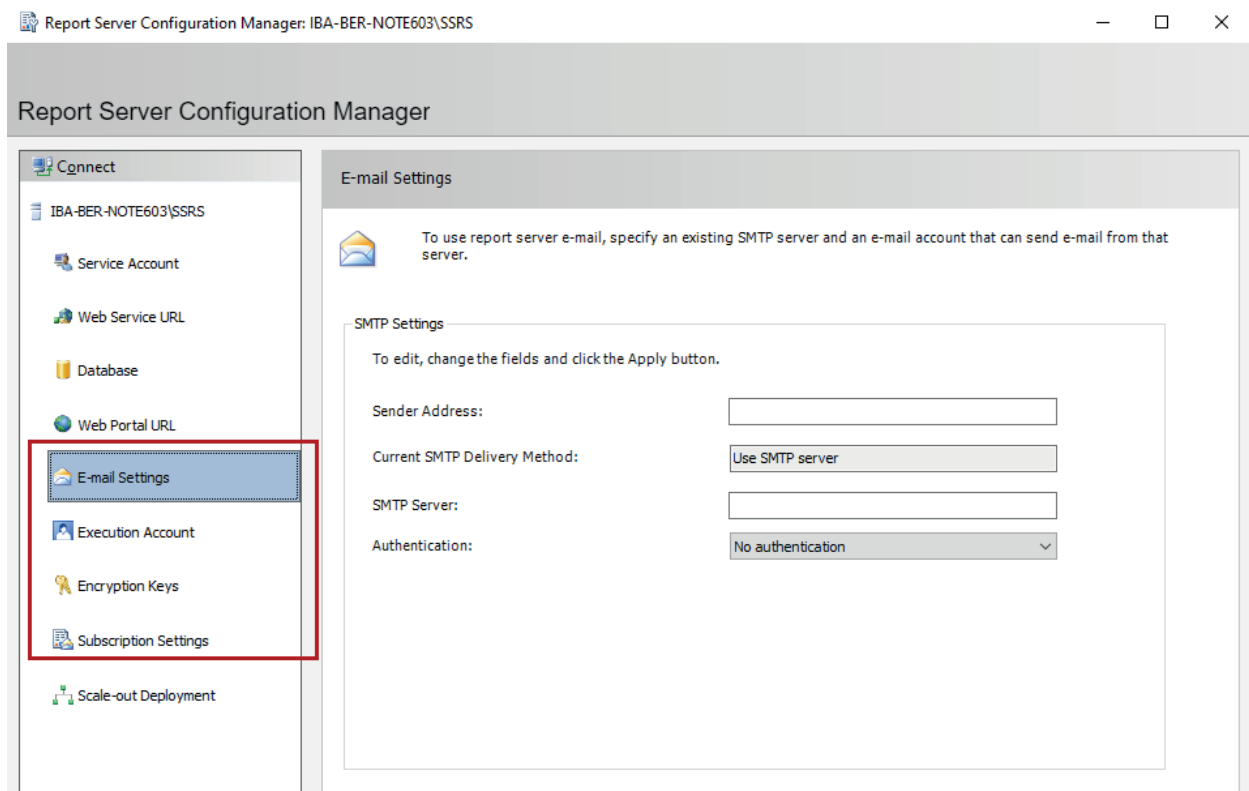 Report Server Configuration Manager: IBA-BER-NOTE603\SSRS
Report Server Configuration Manager
Connect
IBA-BER-NOTE603\SSRS
Service Account
Web Service URL
Database
Web Portal URL
E-mail Settings
Execution Account
Encryption Keys
Subscription Settings
Scale-out Deployment
E-mail Settings
To use report server e-mail, specify an existing SMTP server and an e-mail account that can send e-mail from that
server.
SMTP Settings
To edit, change the fields and click the Apply button.
Sender Address:
Current SMTP Delivery Method: Use SMTP server
SMTP Server:
Authentication: No authentication